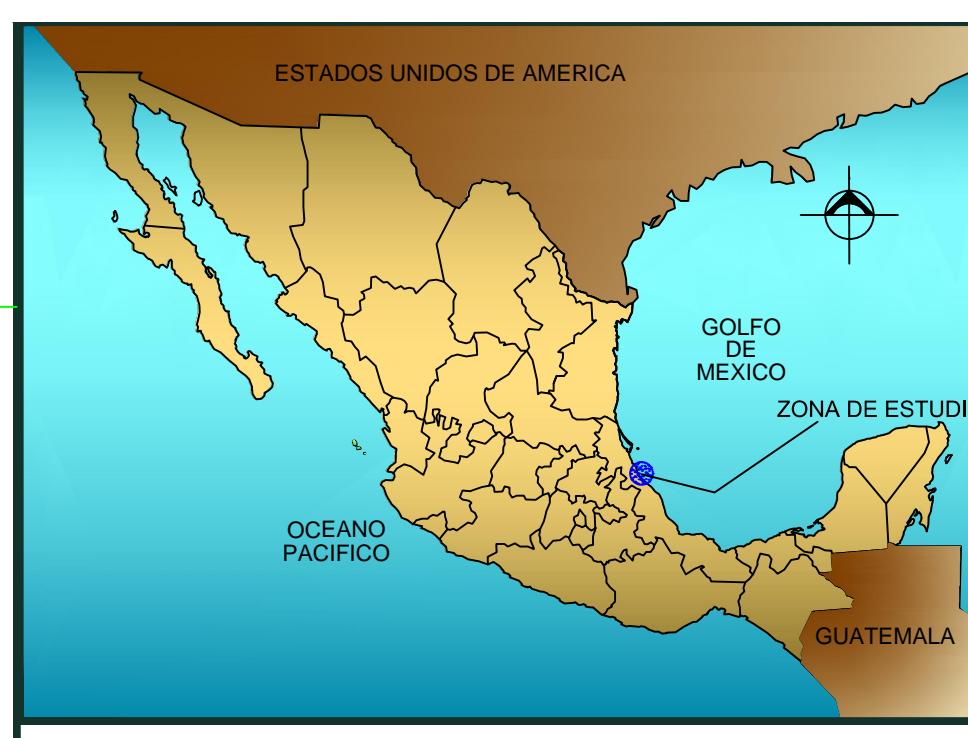 ESTADOS UNIDOS DE AMERICA
GOLFO
DE
MEXICO
ZONA DE ESTUDI
OCEANO
PACIFICO
GUATEMALA